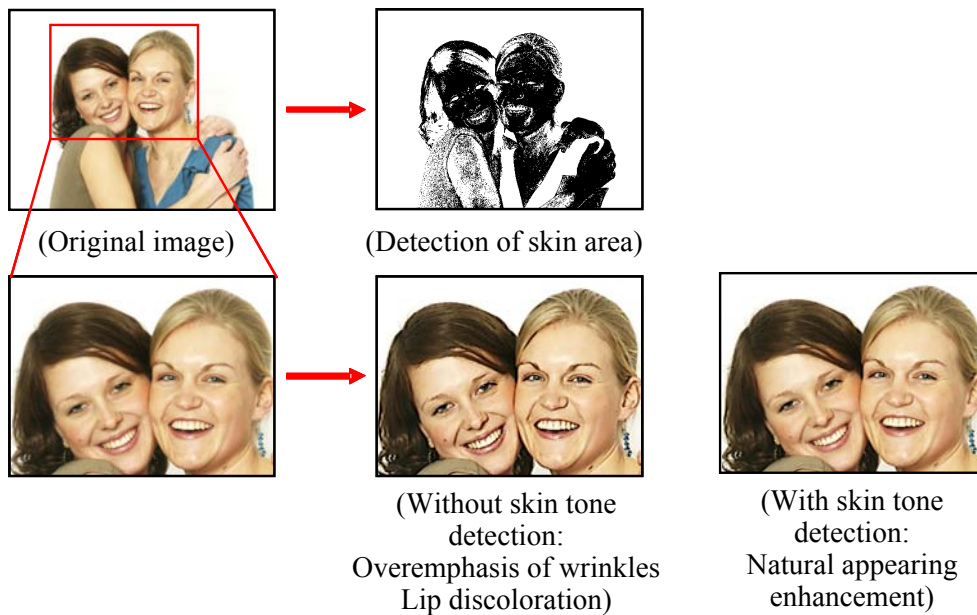 (Original image)
(Detection of skin area)
(Without skin tone
detection:
Overemphasis of wrinkles
Lip discoloration)
(With skin tone
detection:
Natural appearing
enhancement)